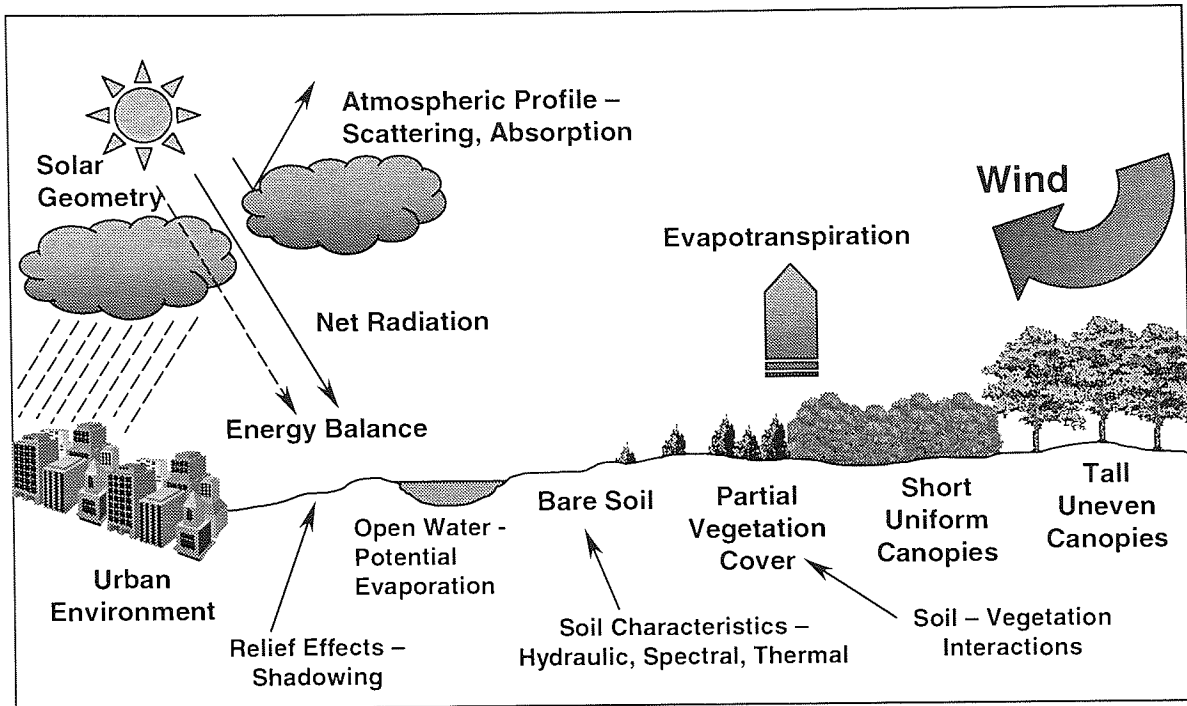 Atmospheric Profile –
Scattering, Absorption
Solar
Geometry
Wind
Evapotranspiration
Net Radiation
Energy Balance
Urban
Environment
Open Water -
Potential
Evaporation
Bare Soil
Partial
Vegetation
Cover
Short
Uniform
Canopies
Tall
Uneven
Canopies
Relief Effects –
Shadowing
Soil Characteristics –
Hydraulic, Spectral, Thermal
Soil – Vegetation
Interactions